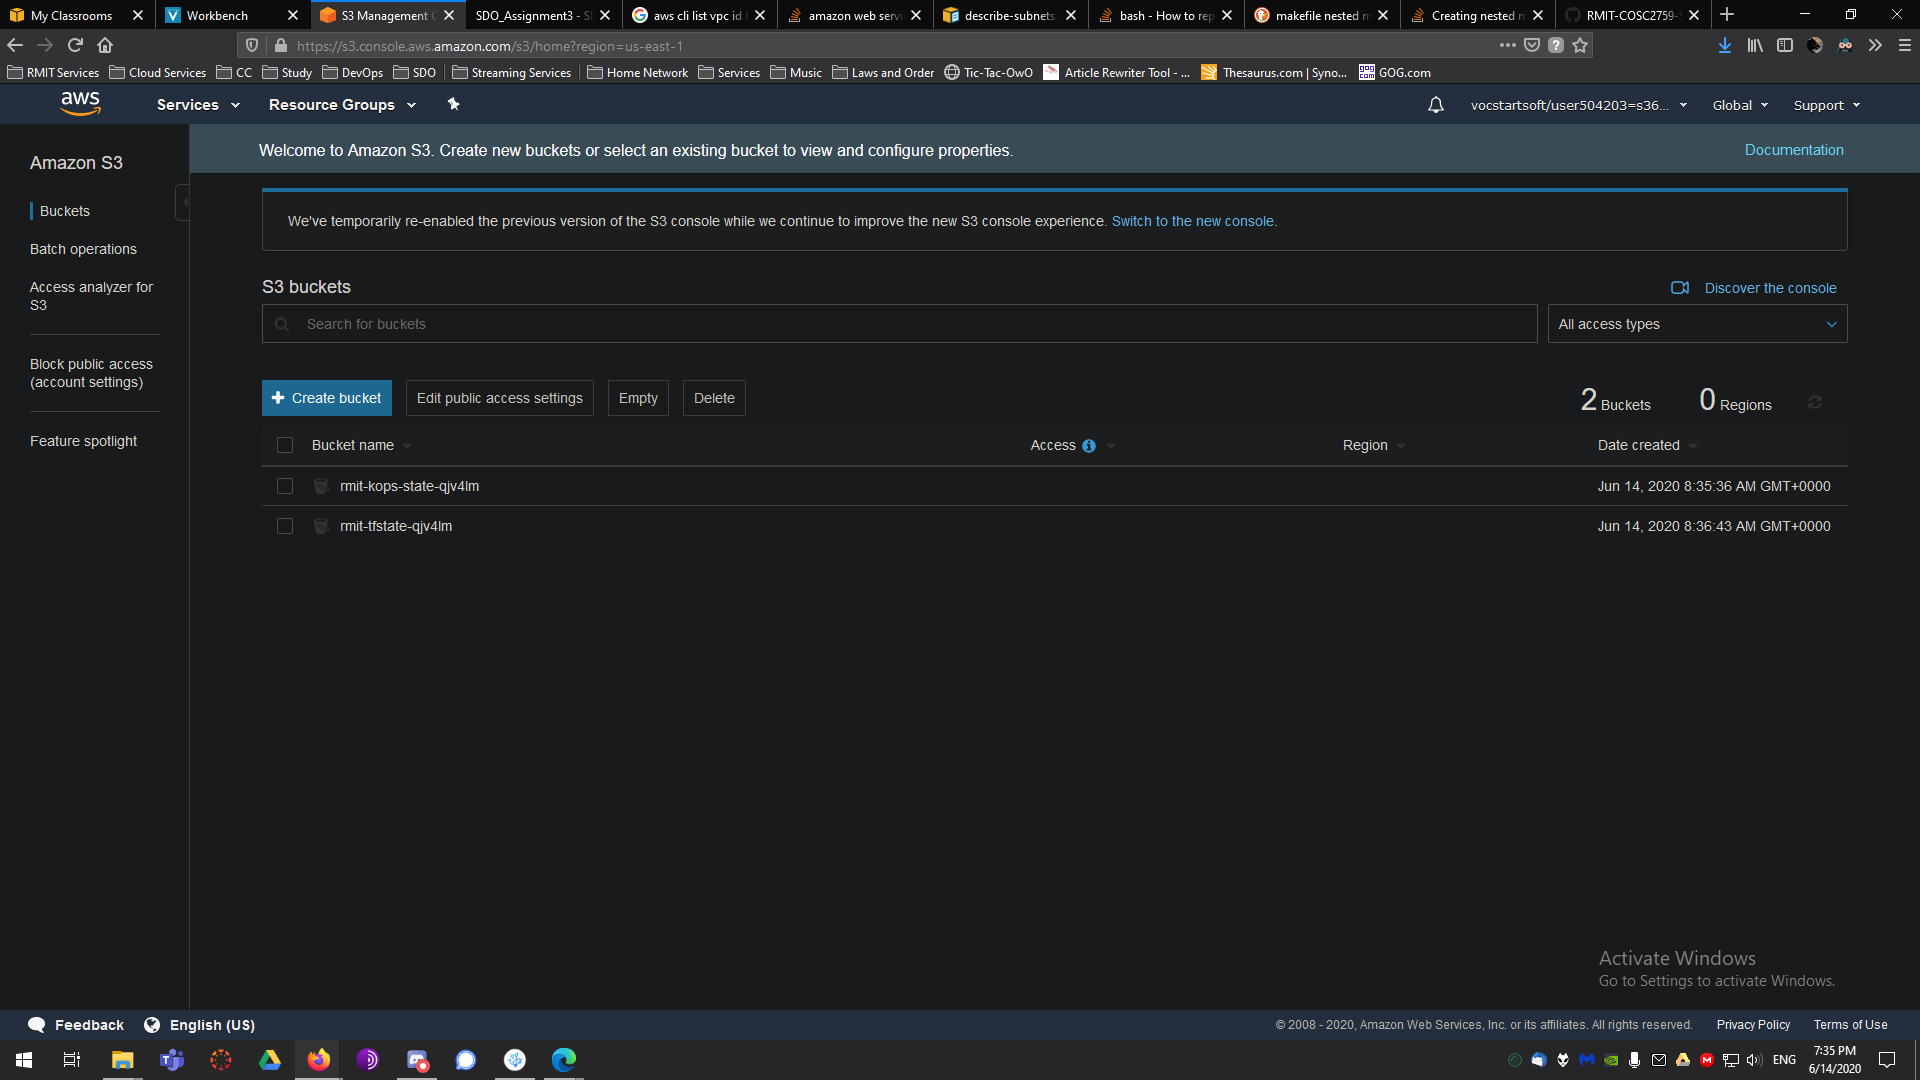 My Classrooms
Workbench
S3 Management C
SDO_Assignment3 - S
aws cli list vpc id
amazon web servi
describe-subnets
bash - How to rep
makefile nested m
Creating nested m
RMIT-COSC2759-
https://s3.console.aws.amazon.com/s3/home?region=us-east-1
RMIT Services
Cloud Services
CC
Study
DevOps
SDO
Streaming Services
Home Network
Services
Music
Laws and Order
Tic-Tac-OwO
Article Rewriter Tool - ...
Thesaurus.com | Syno...
GOG.com
aws
Services
Resource Groups
vocstartsoft/user504203=s36...
Global
Support
Amazon S3
Buckets
Batch operations
Access analyzer for
S3
Block public access
(account settings)
Feature spotlight
Welcome to Amazon S3. Create new buckets or select an existing bucket to view and configure properties.
Documentation
We've temporarily re-enabled the previous version of the S3 console while we continue to improve the new S3 console experience. Switch to the new console.
S3 buckets
Discover the console
Search for buckets
All access types
Create bucket
Edit public access settings
Empty
Delete
2 Buckets
0 Regions
Bucket name
Access
Region
Date created
rmit-kops-state-qjv4lm
Jun 14, 2020 8:35:36 AM GMT+0000
rmit-tfstate-qjv4lm
Jun 14, 2020 8:36:43 AM GMT+0000
Activate Windows
Go to Settings to activate Windows.
Feedback
English (US)
© 2008 - 2020, Amazon Web Services, Inc. or its affiliates. All rights reserved.
Privacy Policy
Terms of Use
ENG
7:35 PM
6/14/2020